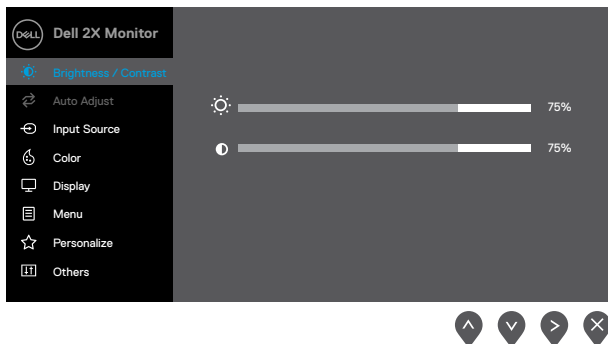 DELL Dell 2X Monitor
Brightness / Contrast
Auto Adjust
75%
Input Source
Color
75%
Display
Menu
Personalize
Others